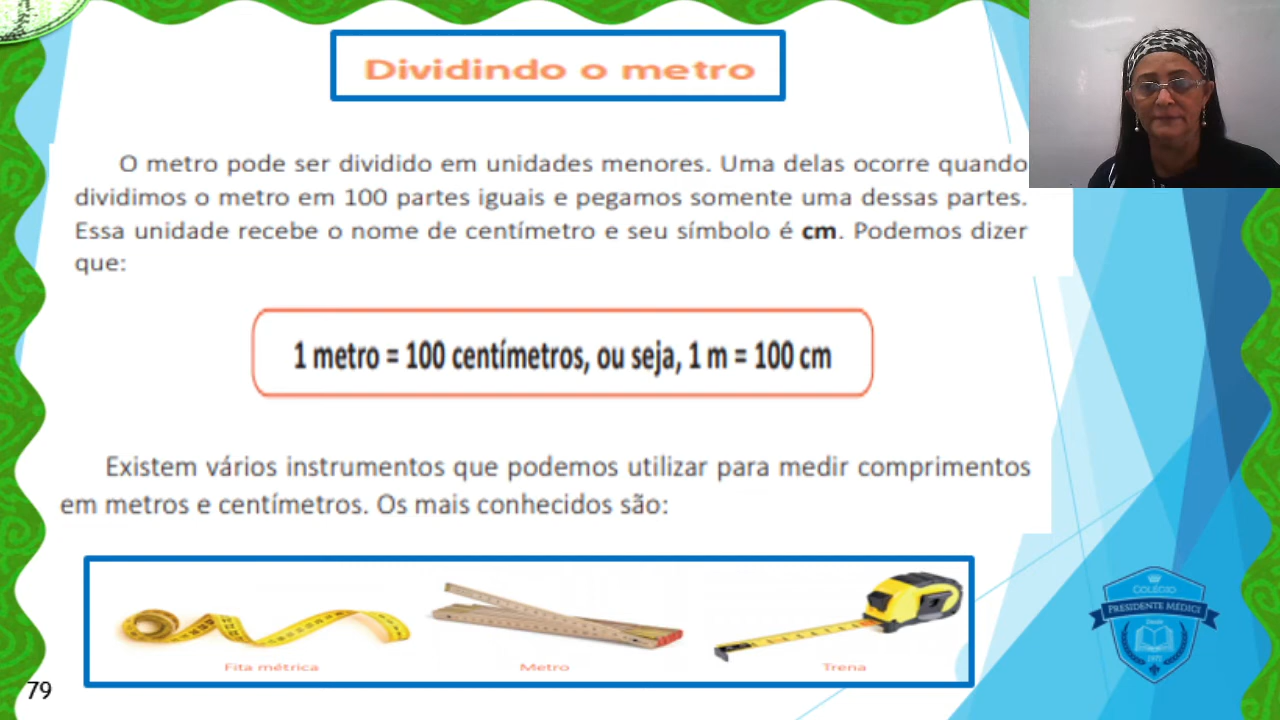 Dividindo o metro
O metro pode ser dividido em unidades menores. Uma delas ocorre quando
dividimos o metro em 100 partes iguais e pegamos somente uma dessas partes.
Essa unidade recebe o nome de centímetro e seu símbolo é cm. Podemos dizer
que:
1 metro = 100 centímetros, ou seja, 1 m = 100 cm
Existem vários instrumentos que podemos utilizar para medir comprimentos
em metros e centímetros. Os mais conhecidos são:
Fita métrica
Metro
Trena
COLÉGIO
PRESIDENTE MÉDICI
Desde
1971
79